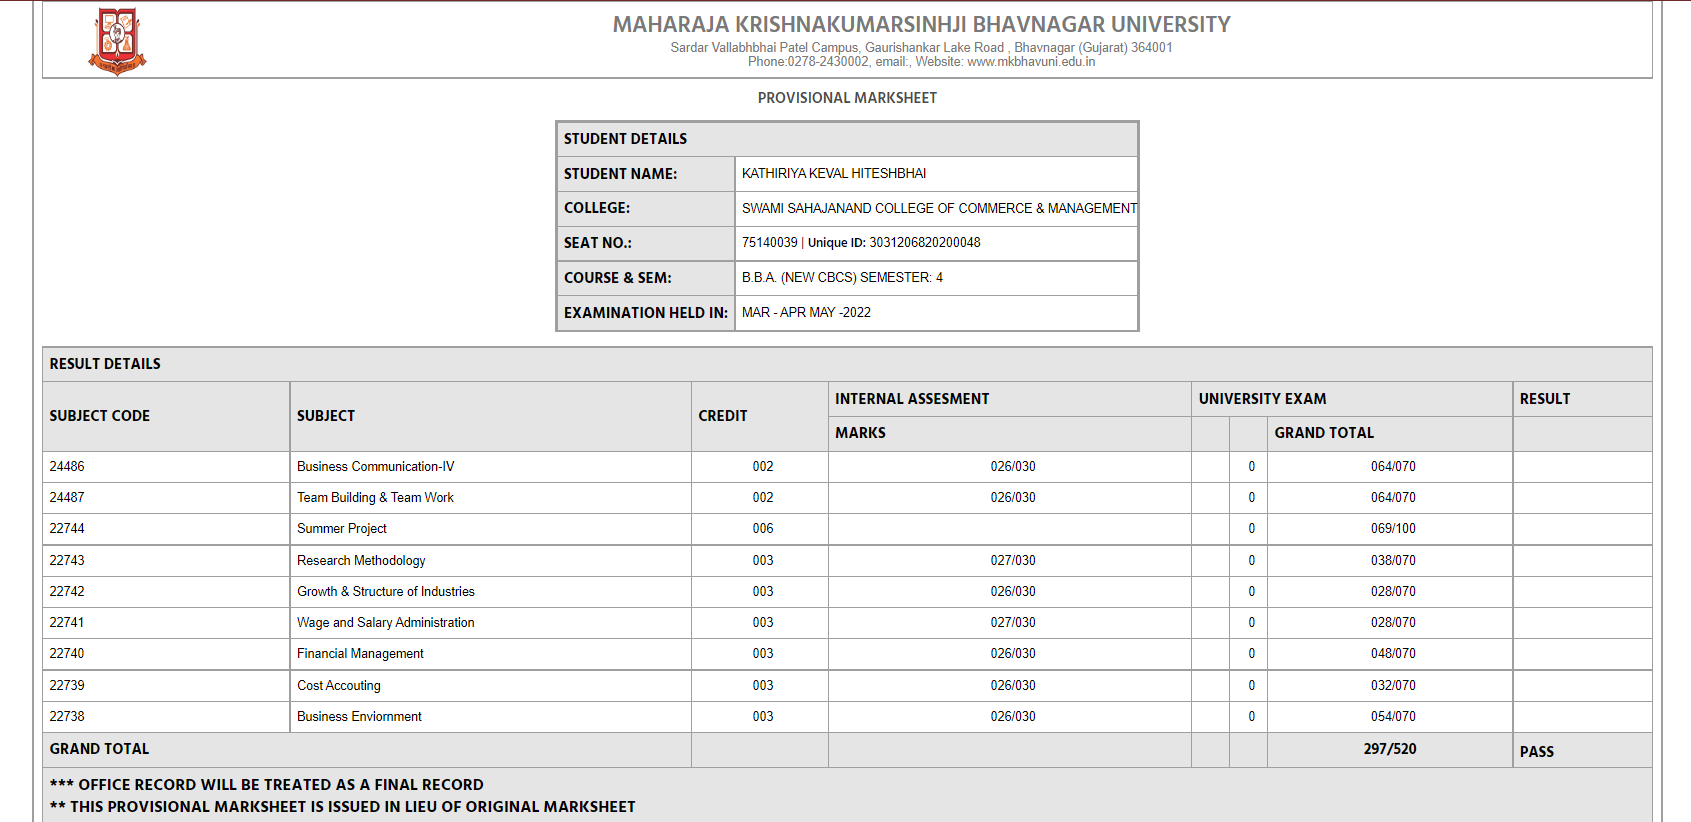 MAHARAJA KRISHNAKUMARSINHJI BHAVNAGAR UNIVERSITY
Sardar Vallabhbhai Patel Campus, Gaurishankar Lake Road , Bhavnagar (Gujarat) 364001
Phone:0278-2430002, email:, Website: www.mkbhavuni.edu.in
PROVISIONAL MARKSHEET
STUDENT DETAILS
STUDENT NAME: KATHIRIYA KEVAL HITESHBHAI
COLLEGE: SWAMI SAHAJANAND COLLEGE OF COMMERCE & MANAGEMENT
SEAT NO.: 75140039 | Unique ID: 3031206820200048
COURSE & SEM: B.B.A. (NEW CBCS) SEMESTER: 4
EXAMINATION HELD IN: MAR - APR MAY -2022
RESULT DETAILS
SUBJECT CODE SUBJECT CREDIT INTERNAL ASSESMENT UNIVERSITY EXAM RESULT
MARKS GRAND TOTAL
24486 Business Communication-IV 002 026/030 0 064/070
24487 Team Building & Team Work 002 026/030 0 064/070
22744 Summer Project 006 0 069/100
22743 Research Methodology 003 027/030 0 038/070
22742 Growth & Structure of Industries 003 026/030 0 028/070
22741 Wage and Salary Administration 003 027/030 0 028/070
22740 Financial Management 003 026/030 0 048/070
22739 Cost Accouting 003 026/030 0 032/070
22738 Business Enviornment 003 026/030 0 054/070
GRAND TOTAL 297/520 PASS
*** OFFICE RECORD WILL BE TREATED AS A FINAL RECORD
** THIS PROVISIONAL MARKSHEET IS ISSUED IN LIEU OF ORIGINAL MARKSHEET